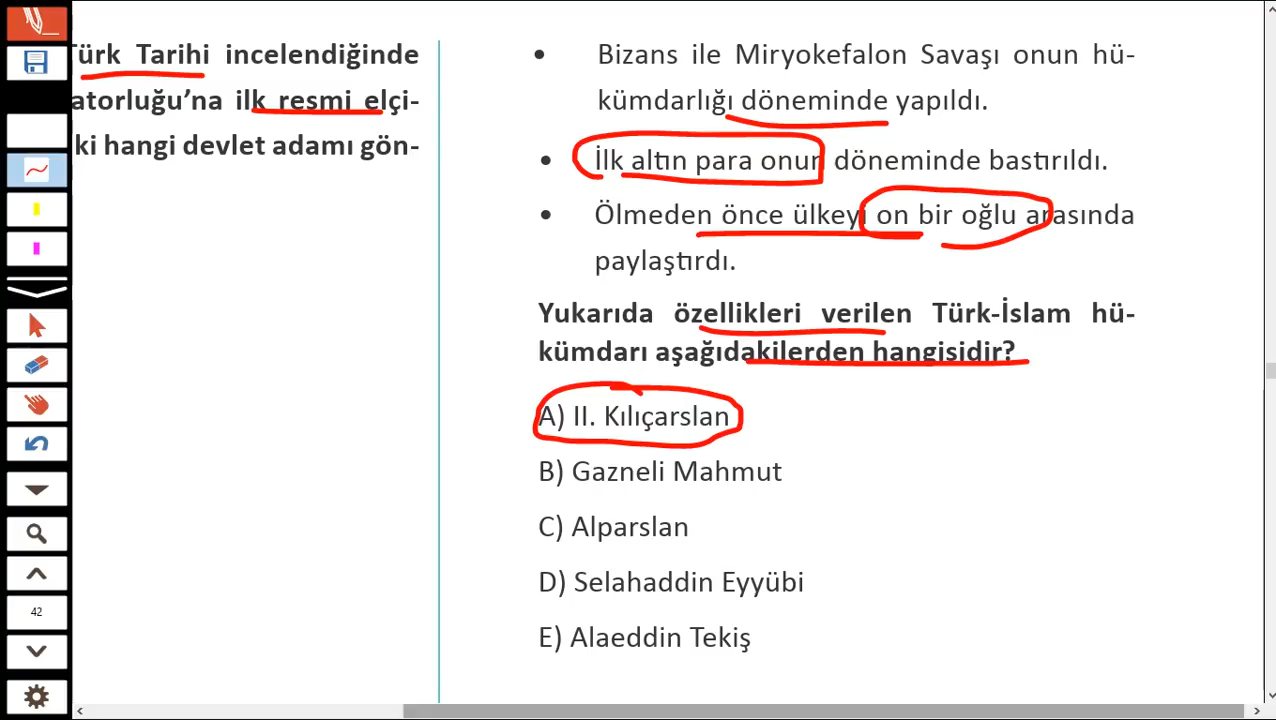 Türk Tarihi incelendiğinde
atorluğu’na ilk resmi elçi-
ki hangi devlet adamı gön-
• Bizans ile Miryokefalon Savaşı onun hü-
kümdarlığı döneminde yapıldı.
• İlk altın para onun döneminde bastırıldı.
• Ölmeden önce ülkeyi on bir oğlu arasında
paylaştırdı.
Yukarıda özellikleri verilen Türk-İslam hü-
kümdarı aşağıdakilerden hangisidir?
A) II. Kılıçarslan
B) Gazneli Mahmut
C) Alparslan
D) Selahaddin Eyyübi
E) Alaeddin Tekiş
42